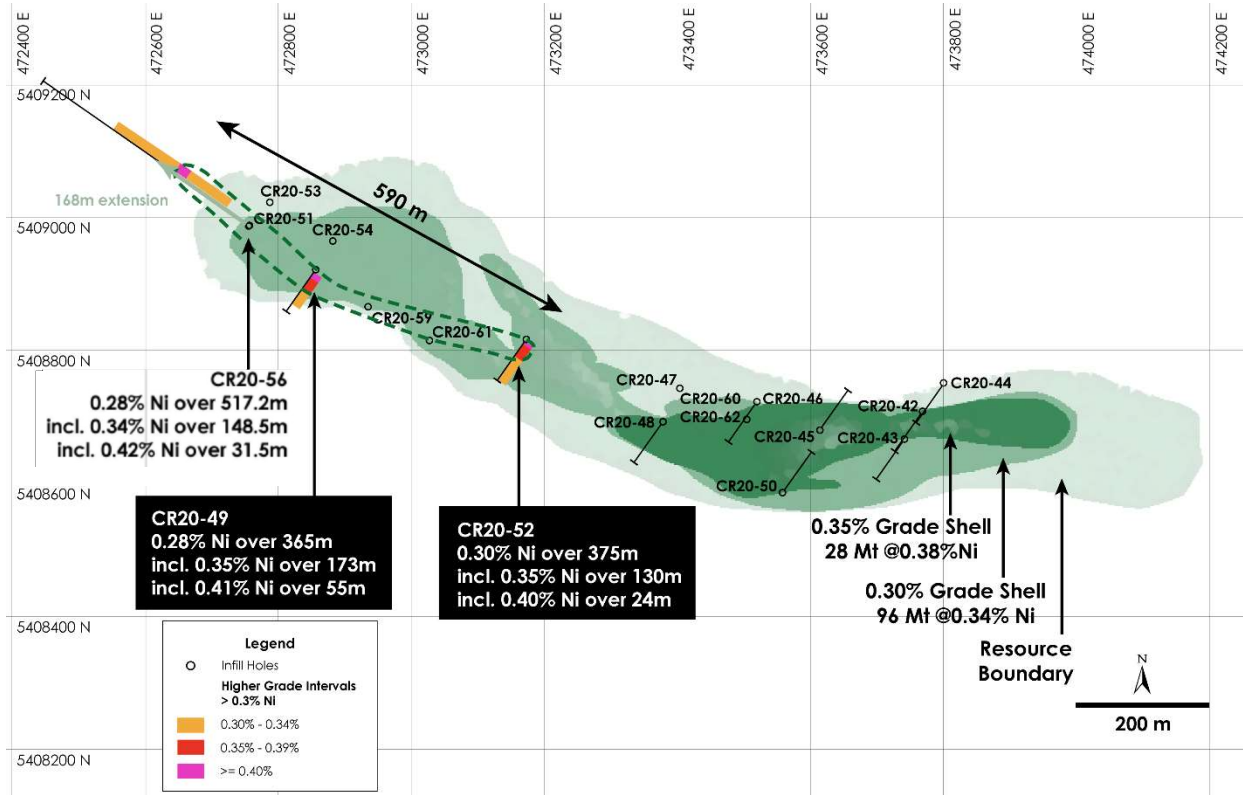 472400 E
472600 E
472800 E
473000 E
473200 E
473400 E
473600 E
473800 E
474000 E
474200 E
5409200 N
168m extension
CR20-53
590 m
5409000 N
CR20-51
CR20-54
CR20-59
CR20-61
5408800 N
CR20-47
CR20-44
CR20-60
CR20-46
CR20-42
CR20-48
CR20-62
CR20-45
CR20-43
CR20-50
CR20-56
0.28% Ni over 517.2m
incl. 0.34% Ni over 148.5m
incl. 0.42% Ni over 31.5m
5408600 N
CR20-49
0.28% Ni over 365m
incl. 0.35% Ni over 173m
incl. 0.41% Ni over 55m
CR20-52
0.30% Ni over 375m
incl. 0.35% Ni over 130m
incl. 0.40% Ni over 24m
0.35% Grade Shell
28 Mt @0.38%Ni
0.30% Grade Shell
96 Mt @0.34% Ni
Resource
Boundary
5408400 N
Legend
Infill Holes
Higher Grade Intervals
> 0.3% Ni
0.30% - 0.34%
0.35% - 0.39%
>= 0.40%
N
200 m
5408200 N